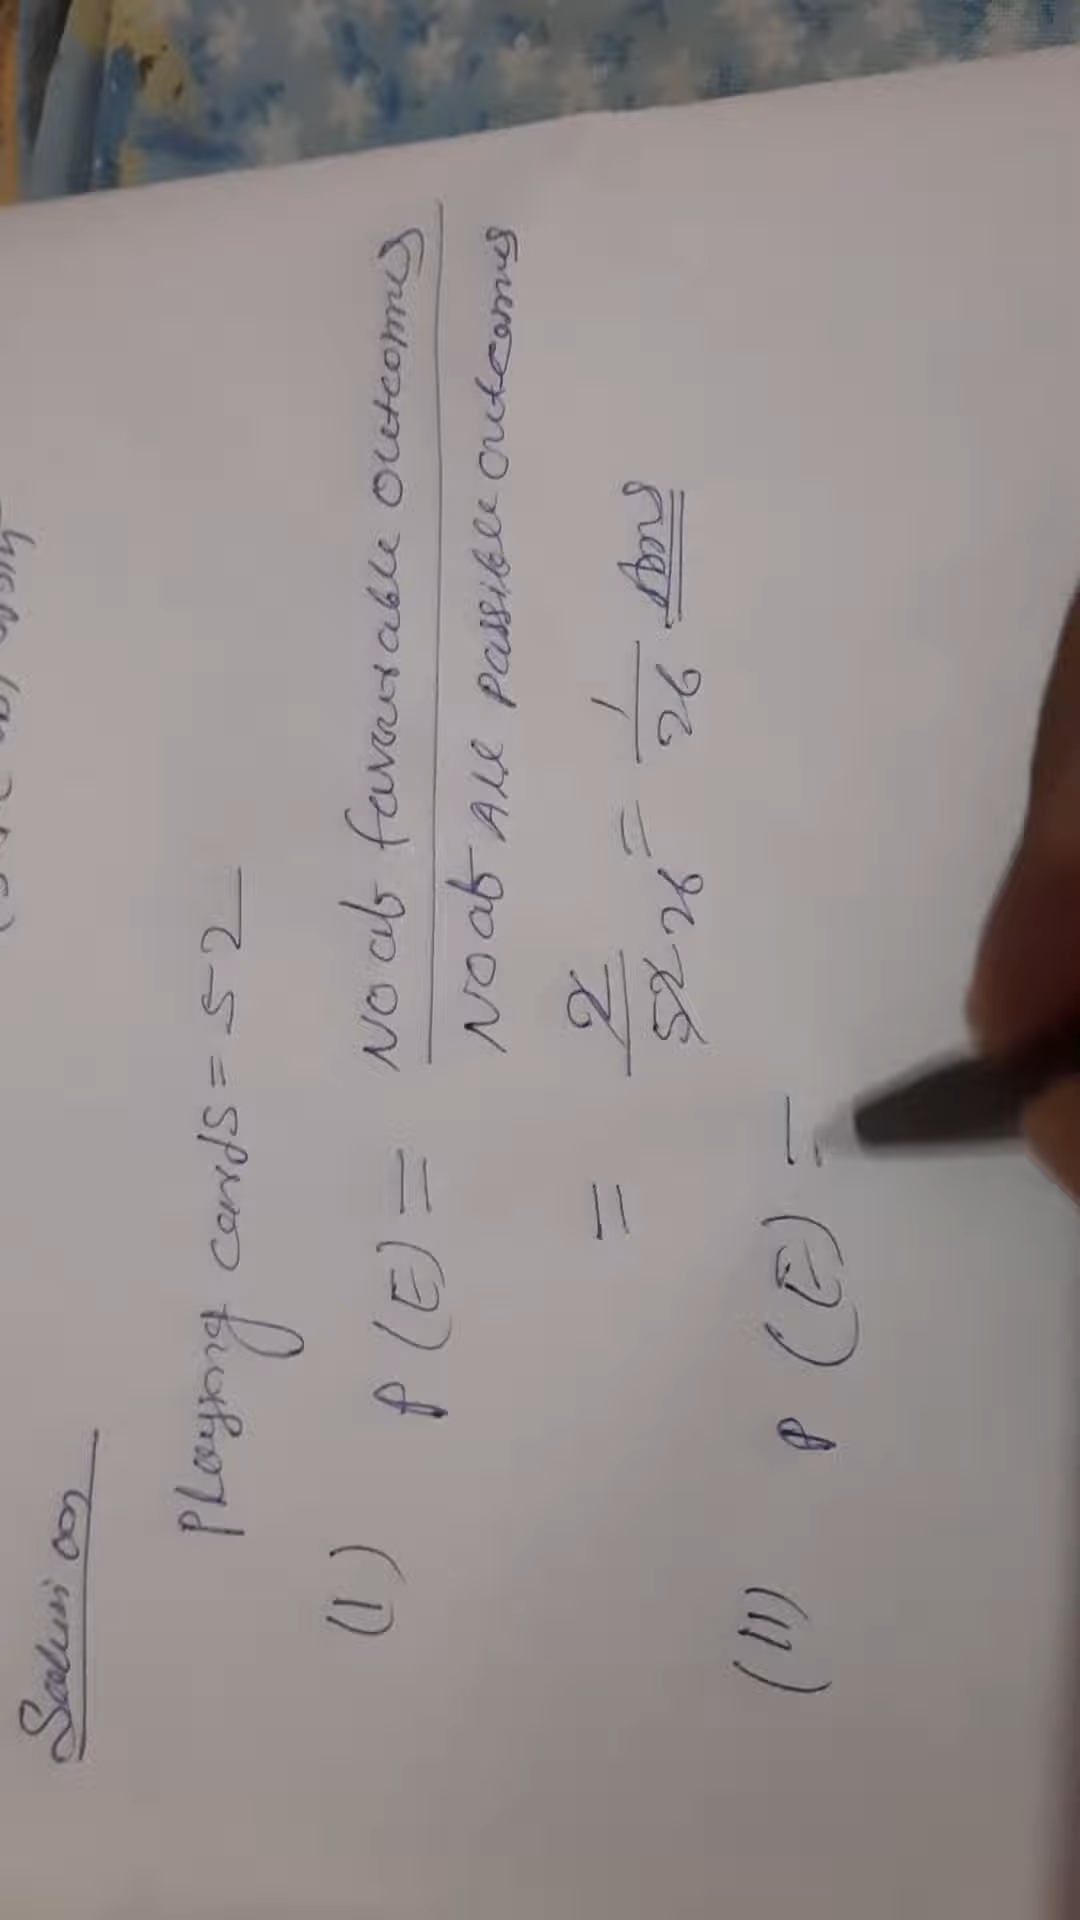 Solution
Playing cards = 52
(I) P(E) = No of favourable outcomes
No of All possible outcomes
= 2/52 26 = 1/26 Ans
(II) P(E) =